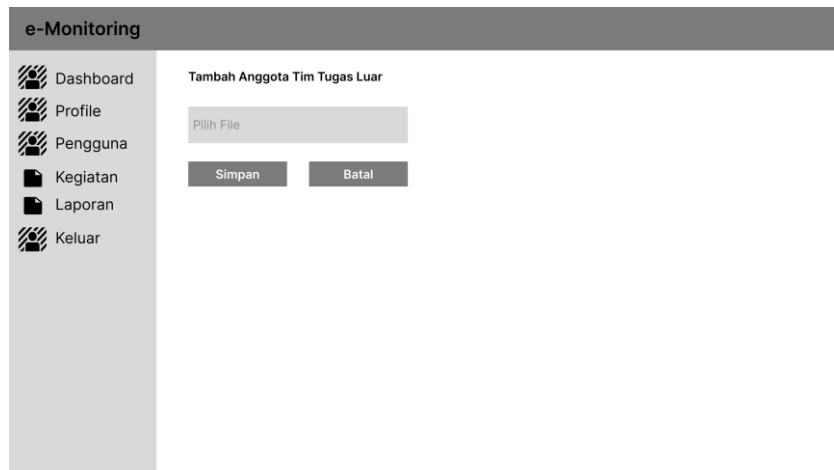 e-Monitoring
Dashboard
Profile
Pengguna
Kegiatan
Laporan
Keluar
Tambah Anggota Tim Tugas Luar
Pilih File
Simpan
Batal